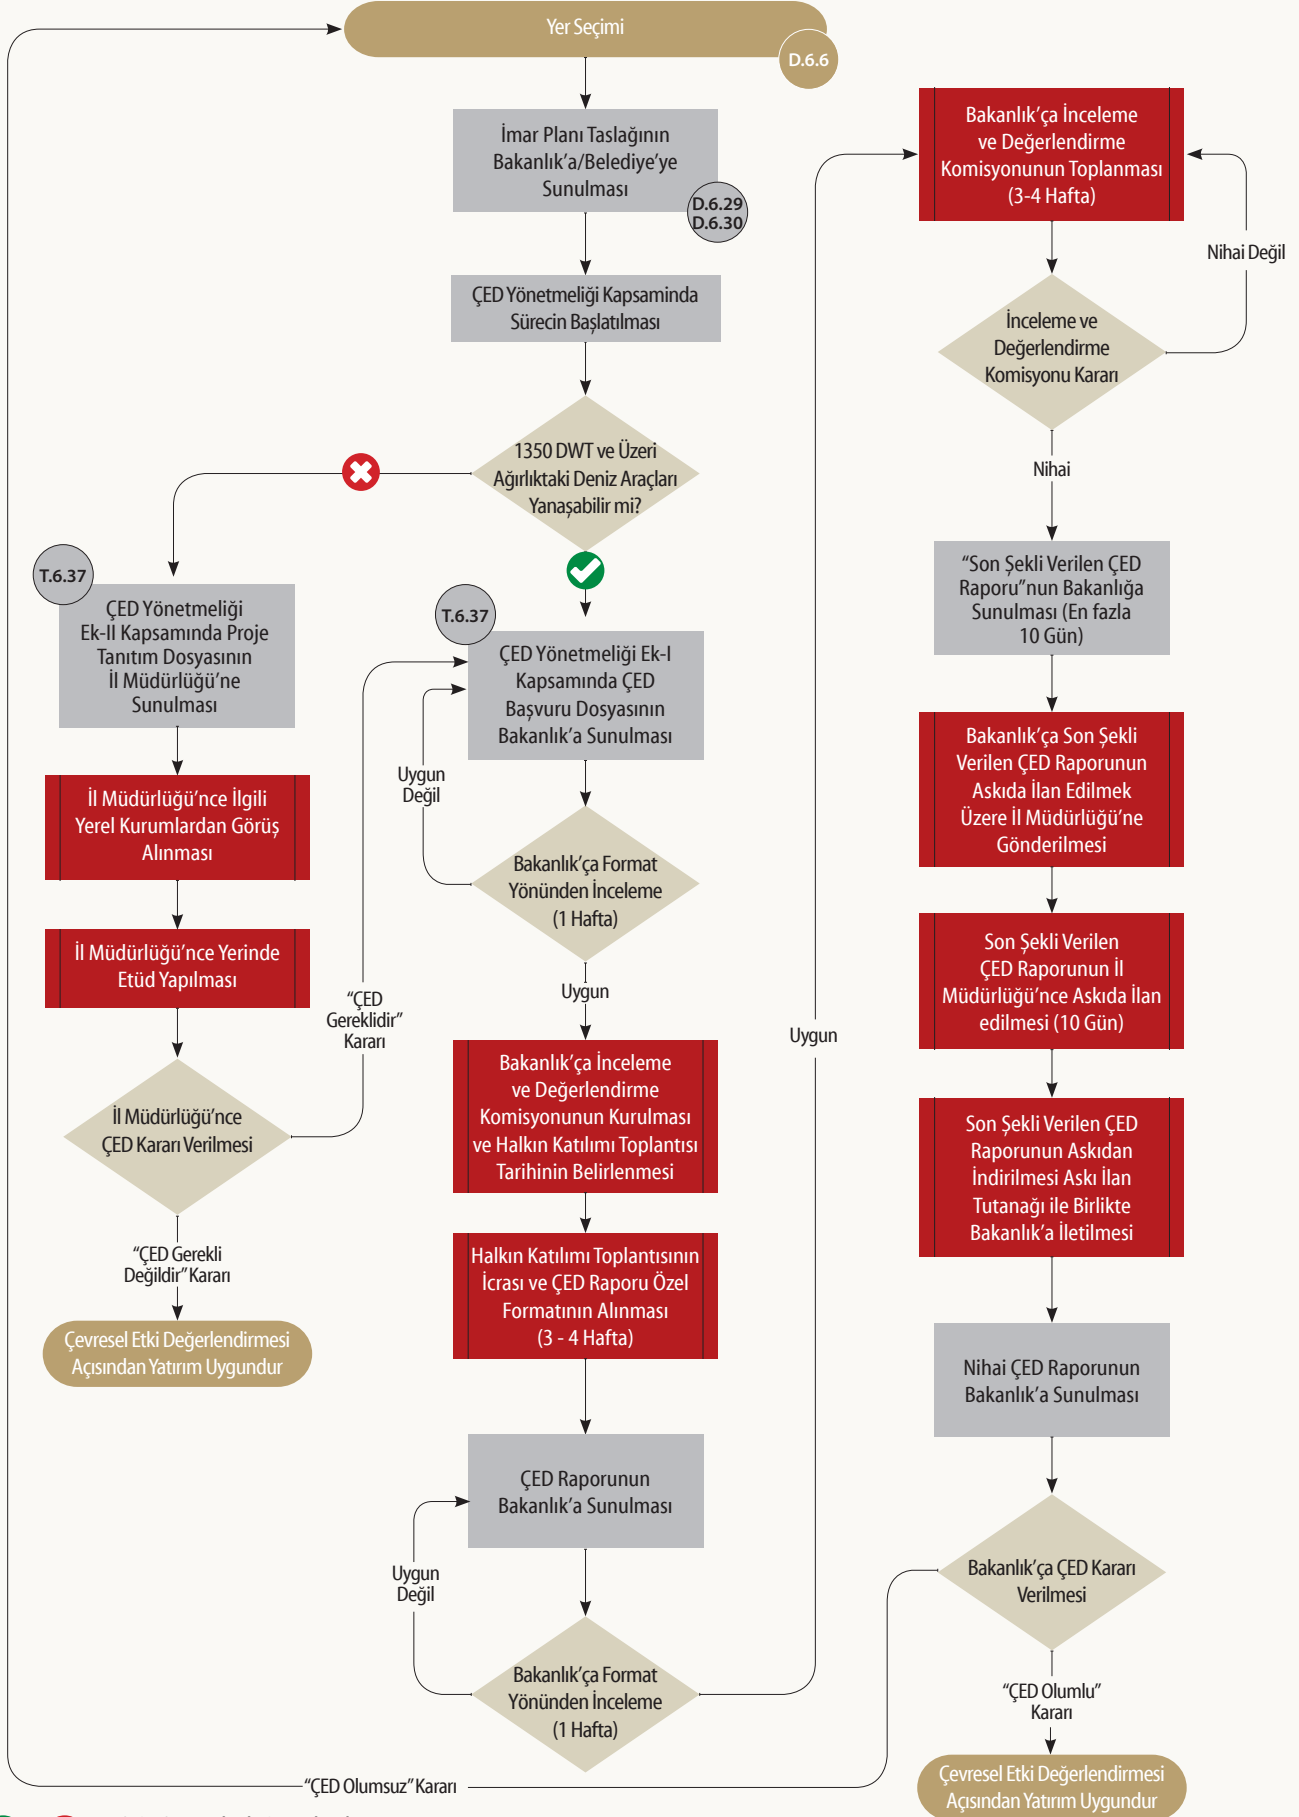 Yer Seçimi
D.6.6
İmar Planı Taslağının
Bakanlık'a/Belediye'ye
Sunulması
D.6.29
D.6.30
ÇED Yönetmeliği Kapsaminda
Sürecin Başlatılması
1350 DWT ve Üzeri
Ağırlıktaki Deniz Araçları
Yanaşabilir mi?
T.6.37
ÇED Yönetmeliği
Ek-II Kapsamında Proje
Tanıtım Dosyasının
İl Müdürlüğü'ne
Sunulması
İl Müdürlüğü'nce İlgili
Yerel Kurumlardan Görüş
Alınması
İl Müdürlüğü'nce Yerinde
Etüd Yapılması
İl Müdürlüğü'nce
ÇED Kararı Verilmesi
“ÇED
Gereklidir”
Kararı
“ÇED Gerekli
Değildir” Kararı
Çevresel Etki Değerlendirmesi
Açısından Yatırım Uygundur
T.6.37
ÇED Yönetmeliği Ek-I
Kapsamında ÇED
Başvuru Dosyasının
Bakanlık'a Sunulması
Uygun
Değil
Bakanlık'ça Format
Yönünden İnceleme
(1 Hafta)
Uygun
Bakanlık'ça İnceleme
ve Değerlendirme
Komisyonunun Kurulması
ve Halkın Katılımı Toplantısı
Tarihinin Belirlenmesi
Halkın Katılımı Toplantısının
İcrası ve ÇED Raporu Özel
Formatının Alınması
(3 - 4 Hafta)
ÇED Raporunun
Bakanlık'a Sunulması
Uygun
Değil
Bakanlık'ça Format
Yönünden İnceleme
(1 Hafta)
Uygun
Bakanlık'ça İnceleme
ve Değerlendirme
Komisyonunun Toplanması
(3-4 Hafta)
Nihai Değil
İnceleme ve
Değerlendirme
Komisyonu Kararı
Nihai
“Son Şekli Verilen ÇED
Raporu”nun Bakanlığa
Sunulması (En fazla
10 Gün)
Bakanlık'ça Son Şekli
Verilen ÇED Raporunun
Askıda İlan Edilmek
Üzere İl Müdürlüğü'ne
Gönderilmesi
Son Şekli Verilen
ÇED Raporunun İl
Müdürlüğü'nce Askıda İlan
edilmesi (10 Gün)
Son Şekli Verilen ÇED
Raporunun Askıdan
İndirilmesi Askı İlan
Tutanağı ile Birlikte
Bakanlık'a İletilmesi
Nihai ÇED Raporunun
Bakanlık'a Sunulması
Bakanlık'ça ÇED Kararı
Verilmesi
“ÇED Olumlu”
Kararı
“ÇED Olumsuz” Kararı
Çevresel Etki Değerlendirmesi
Açısından Yatırım Uygundur